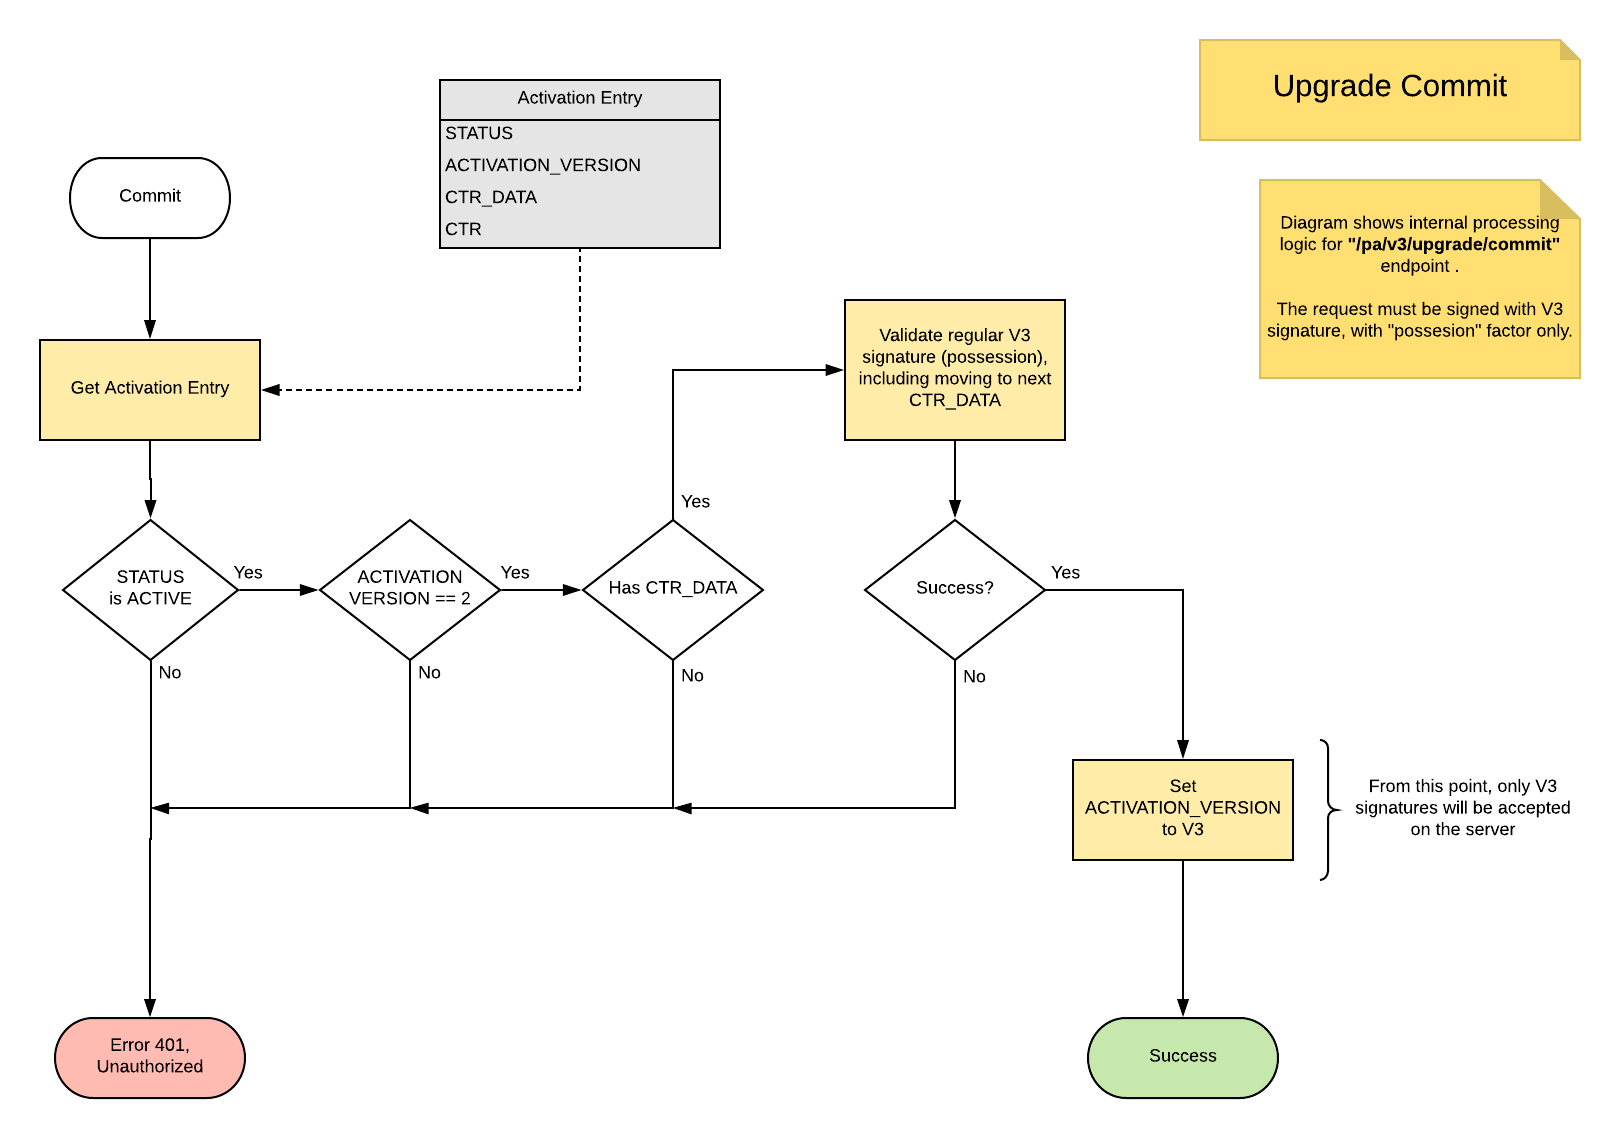 Upgrade Commit
Activation Entry
STATUS
ACTIVATION_VERSION
CTR_DATA
CTR
Commit
Diagram shows internal processing
logic for "/pa/v3/upgrade/commit"
endpoint .
The request must be signed with V3
signature, with "possesion" factor only.
Get Activation Entry
Validate regular V3
signature (possession),
including moving to next
CTR_DATA
STATUS
is ACTIVE
Yes
No
ACTIVATION
VERSION == 2
Yes
No
Has CTR_DATA
Yes
No
Success?
Yes
No
Set
ACTIVATION_VERSION
to V3
From this point, only V3
signatures will be accepted
on the server
Error 401,
Unauthorized
Success